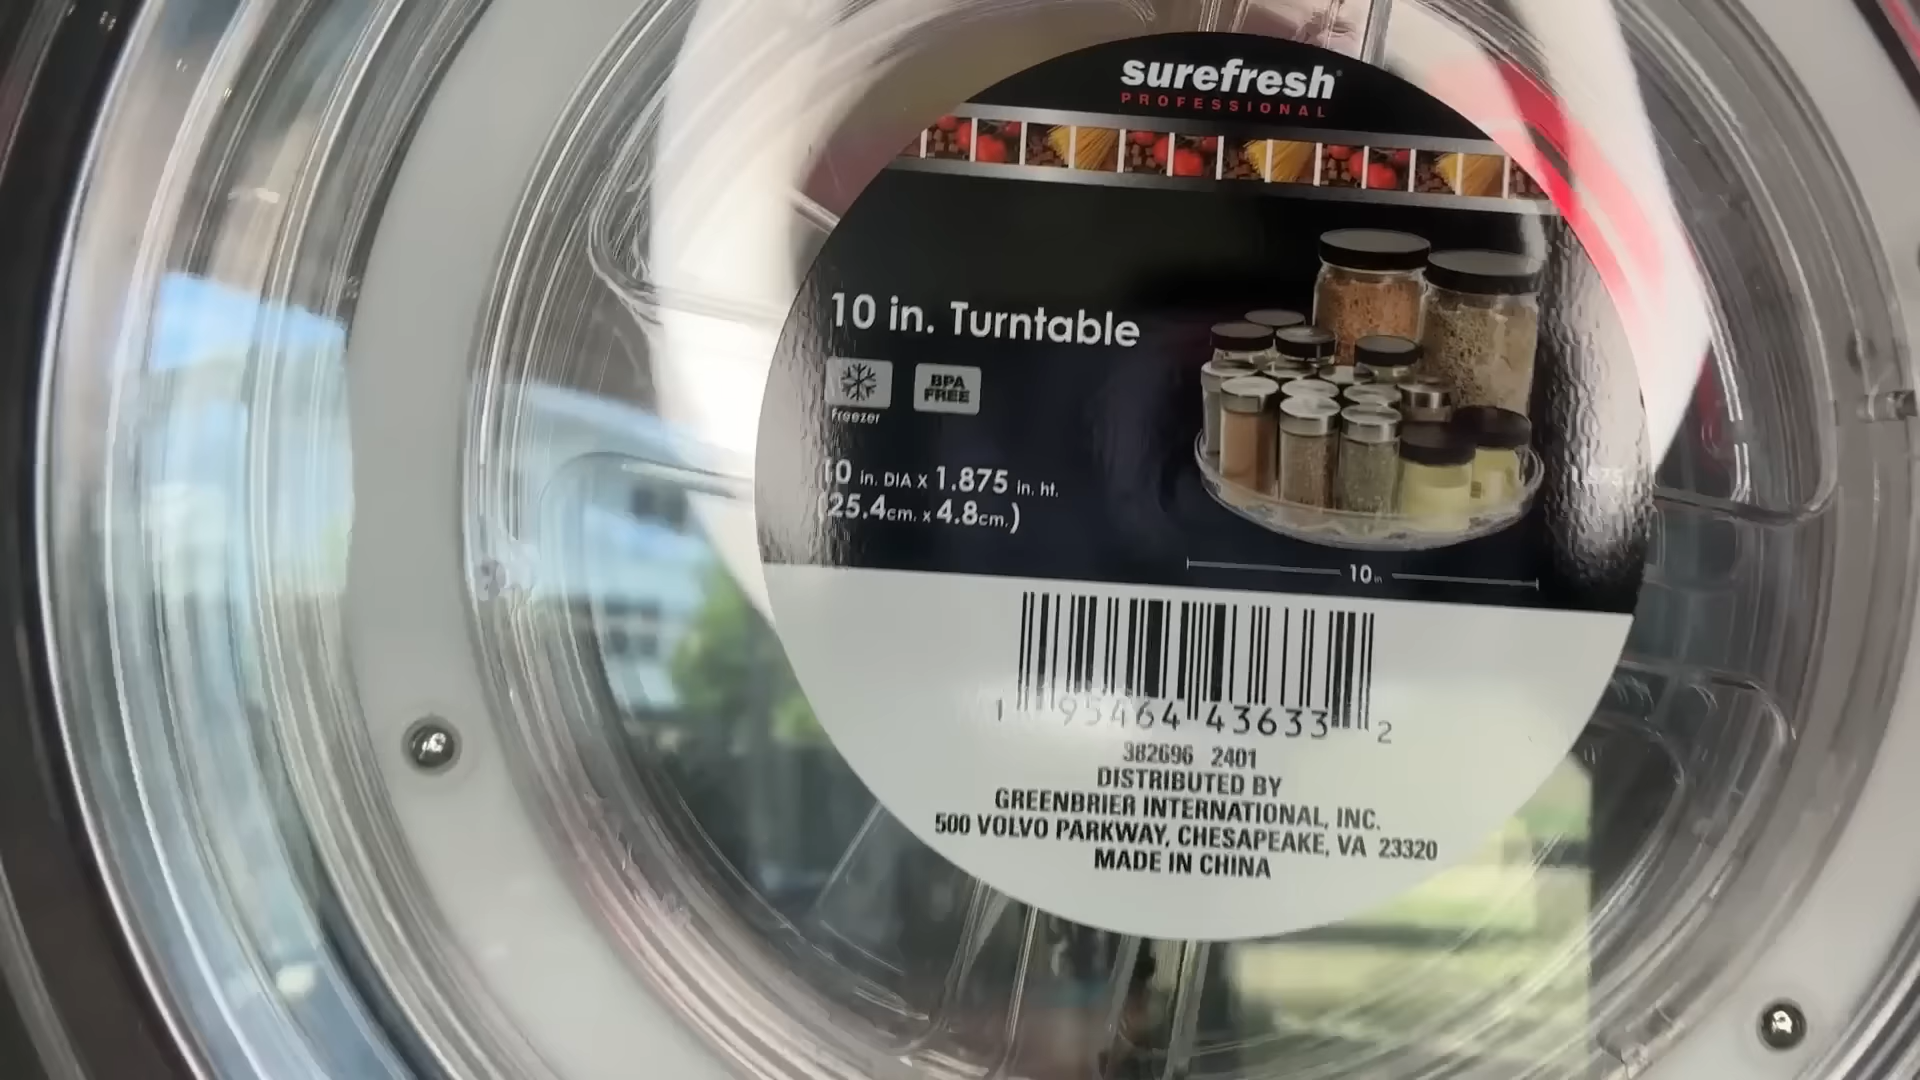 surefresh
PROFESSIONAL
10 in. Turntable
BPA
FREE
Freezer
10 in. DIA x 1.875 in. ht.
(25.4cm. x 4.8cm.)
10 in
1 95464 43633 2
382696 2401
DISTRIBUTED BY
GREENBRIER INTERNATIONAL, INC.
500 VOLVO PARKWAY, CHESAPEAKE, VA 23320
MADE IN CHINA